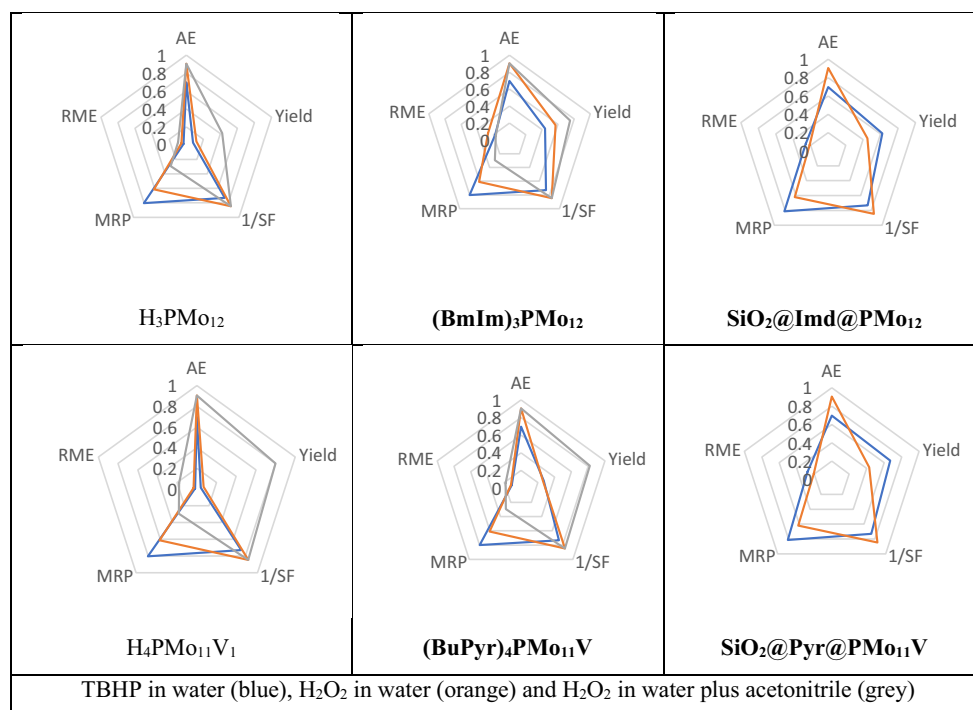 AE
1
0.8
0.6
0.4
0.2
0
RME
Yield
MRP
1/SF
H₃PMo₁₂
AE
1
0.8
0.6
0.4
0.2
0
RME
Yield
MRP
1/SF
(BmIm)₃PMo₁₂
AE
1
0.8
0.6
0.4
0.2
0
RME
Yield
MRP
1/SF
SiO₂@Imd@PMo₁₂
AE
1
0.8
0.6
0.4
0.2
0
RME
Yield
MRP
1/SF
H₄PMo₁₁V₁
AE
1
0.8
0.6
0.4
0.2
0
RME
Yield
MRP
1/SF
(BuPyr)₄PMo₁₁V
AE
1
0.8
0.6
0.4
0.2
0
RME
Yield
MRP
1/SF
SiO₂@Pyr@PMo₁₁V
TBHP in water (blue), H₂O₂ in water (orange) and H₂O₂ in water plus acetonitrile (grey)